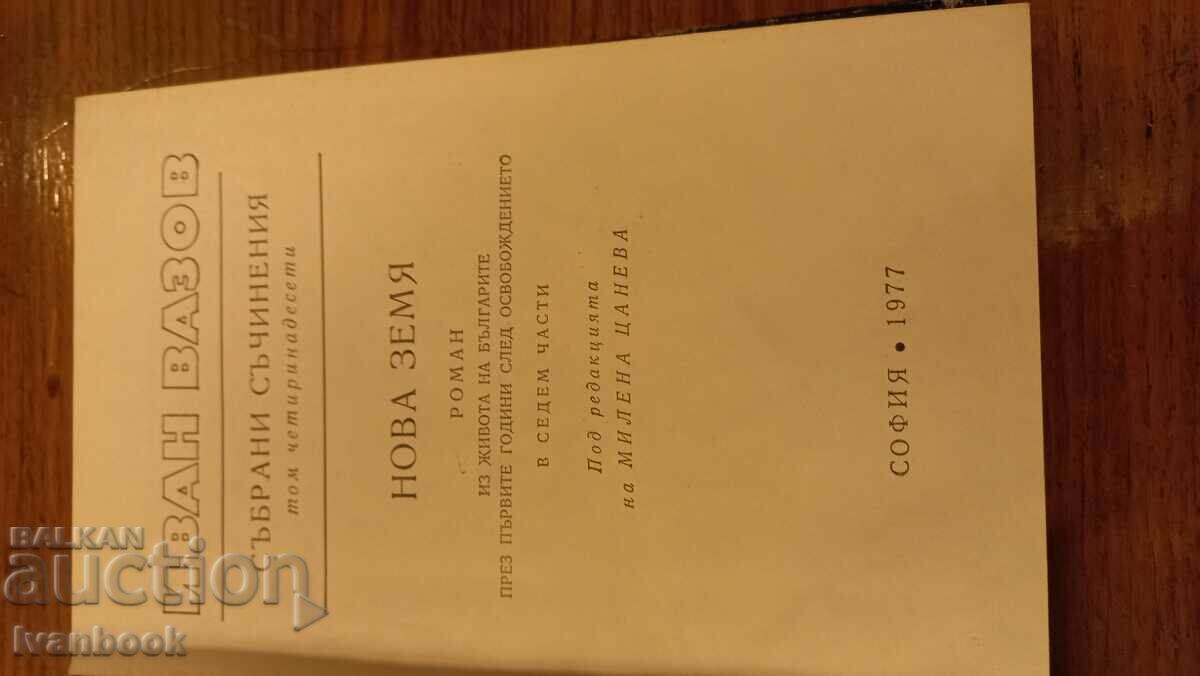 ИВАН ВАЗОВ
СЪБРАНИ СЪЧИНЕНИЯ
том четиринадесети
НОВА ЗЕМЯ
РОМАН
ИЗ ЖИВОТА НА БЪЛГАРИТЕ
ПРЕЗ ПЪРВИТЕ ГОДИНИ СЛЕД ОСВОБОЖДЕНИЕТО
В СЕДЕМ ЧАСТИ
Под редакцията
на МИЛЕНА ЦАНЕВА
СОФИЯ • 1977
BALKAN
auction
Ivanbook